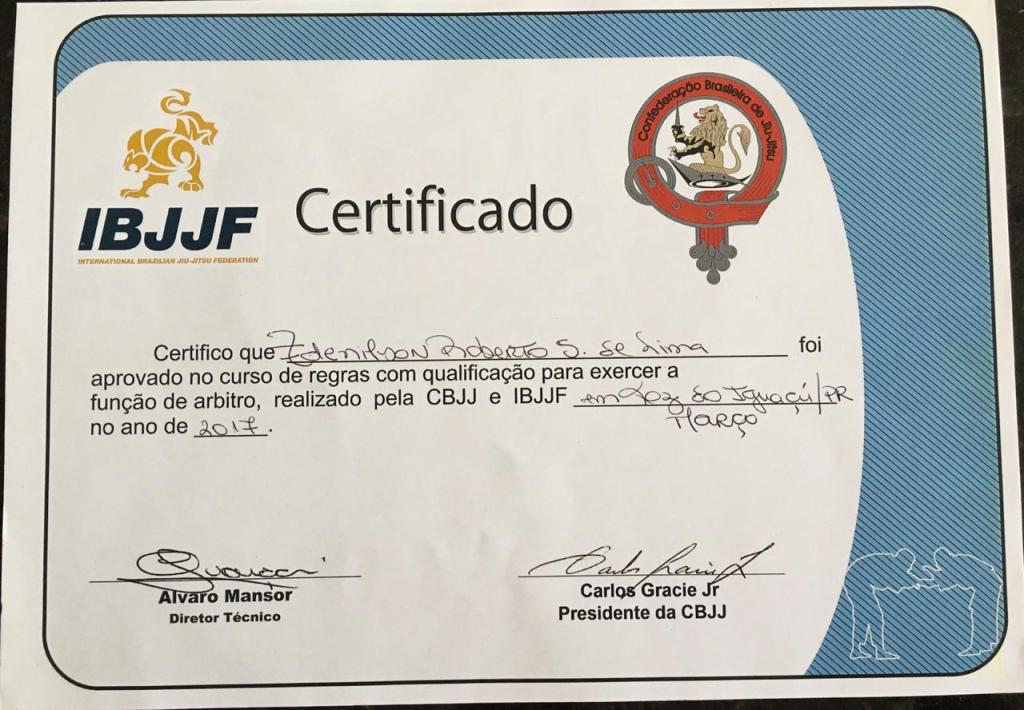 Confederação Brasileira de Jiu-Jitsu
IBJJF
INTERNATIONAL BRAZILIAN JIU-JITSU FEDERATION
Certificado
Certifico que Edenilson Roberto S. de Lima foi
aprovado no curso de regras com qualificação para exercer a
função de arbitro, realizado pela CBJJ e IBJJF em Foz do Iguaçú/PR
Março
no ano de 2017.
Alvaro Mansor
Diretor Técnico
Carlos Gracie Jr
Presidente da CBJJ